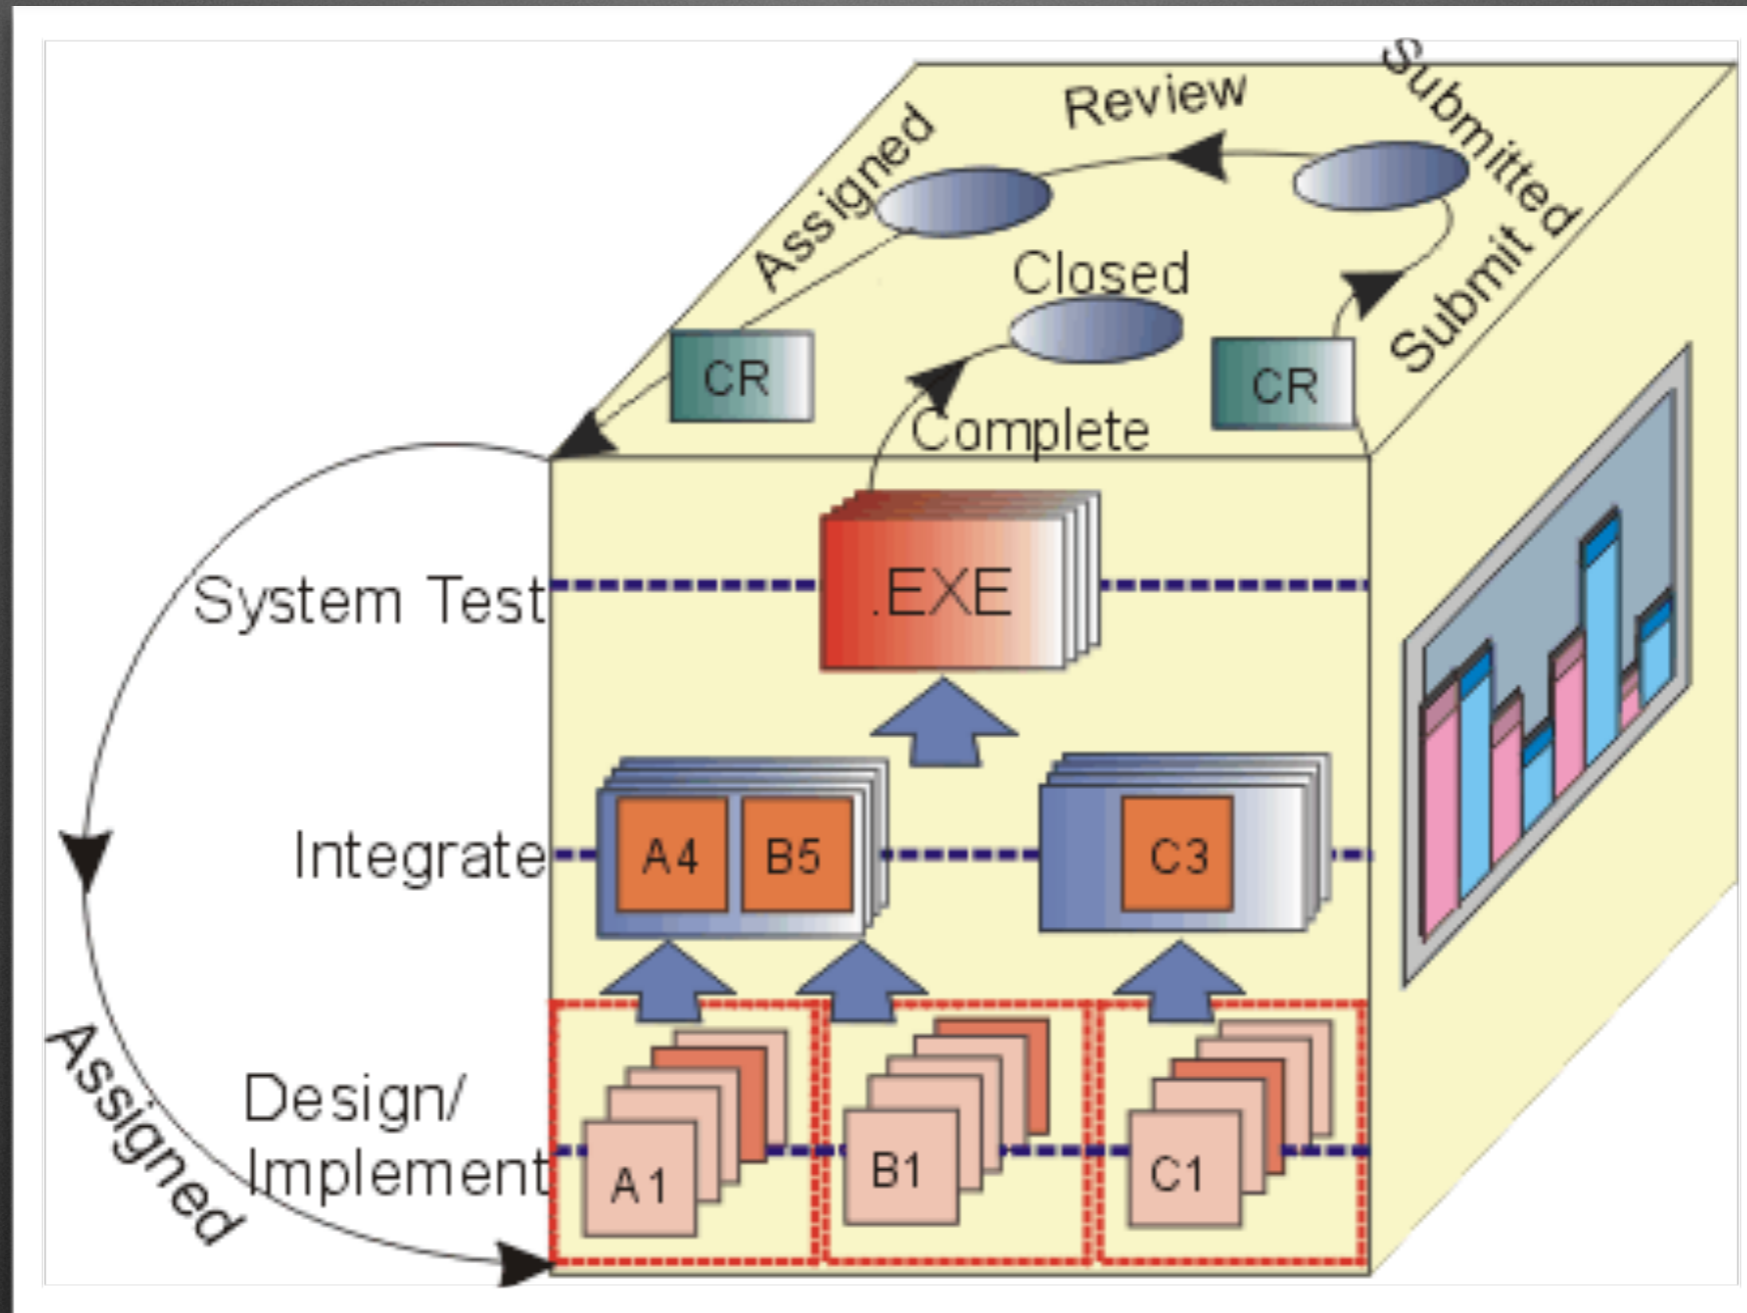 Submitted
Review
Assigned
Submit d
Closed
CR
CR
Complete
System Test
.EXE
Integrate
A4
B5
C3
Assigned
Design/
Implement
A1
B1
C1